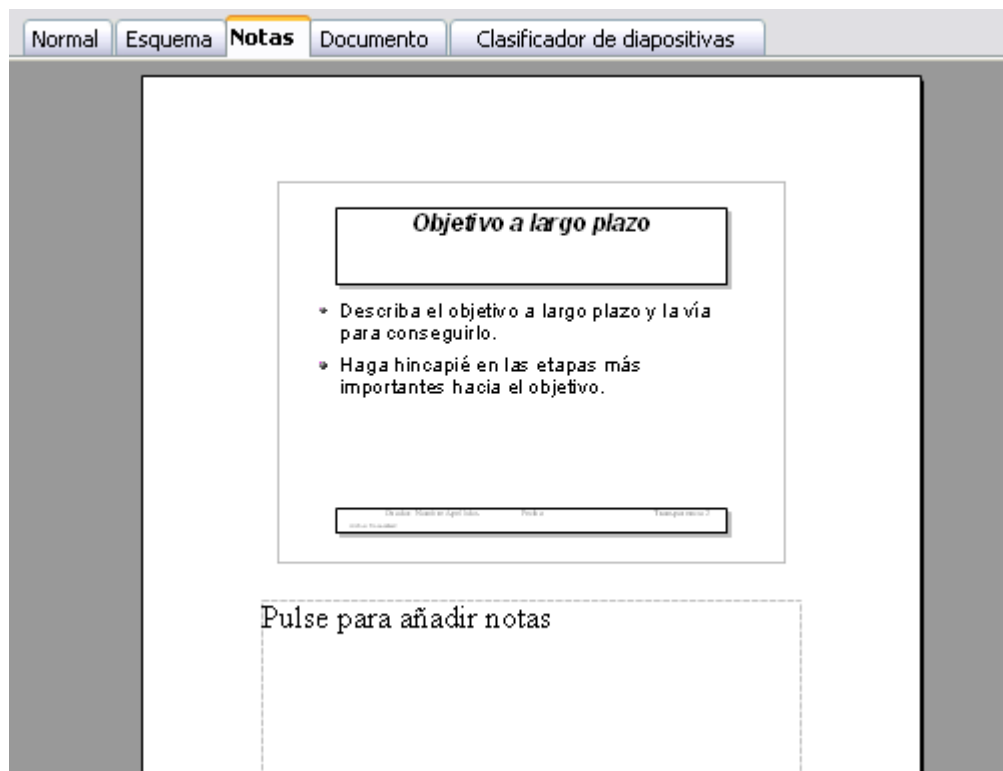 Normal Esquema Notas Documento Clasificador de diapositivas
Objetivo a largo plazo
Describa el objetivo a largo plazo y la vía
para conseguirlo.
Haga hincapié en las etapas más
importantes hacia el objetivo.
Pulse para añadir notas